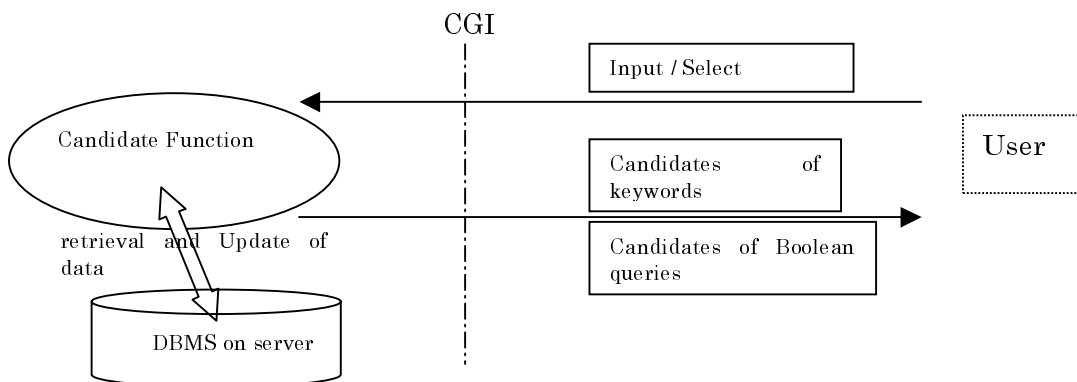 CGI
Input / Select
Candidate Function
User
Candidates of
keywords
retrieval and Update of
data
Candidates of Boolean
queries
DBMS on server